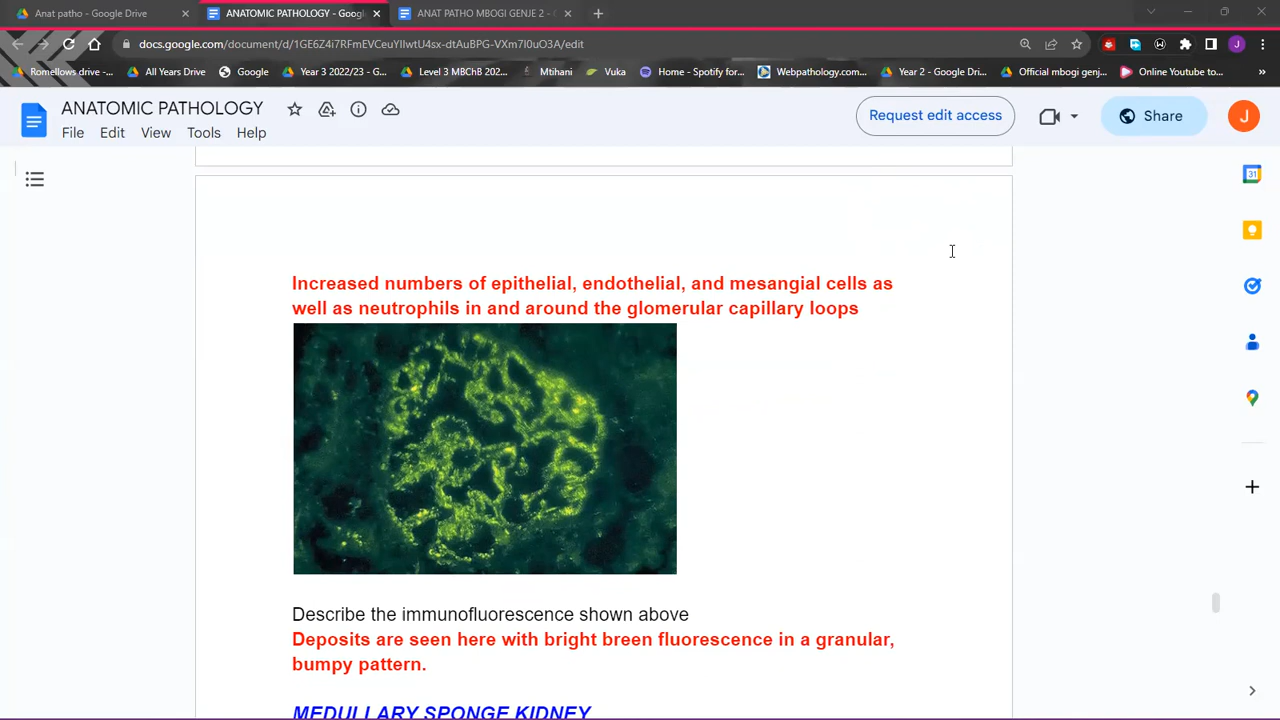 Anat patho - Google Drive
ANATOMIC PATHOLOGY - Googl
ANAT PATHO MBOGI GENJE 2 -
docs.google.com/document/d/1GE6Z4i7RFmEVCeuYIlwtU4sx-dtAuBPG-VXm7I0uO3A/edit
Romellows drive -...
All Years Drive
Google
Year 3 2022/23 - G...
Level 3 MBChB 202...
Mtihani
Vuka
Home - Spotify for...
Webpathology.com...
Year 2 - Google Dri...
Official mbogi genj...
Online Youtube to...
ANATOMIC PATHOLOGY
File Edit View Tools Help
Request edit access
Share
J
31
Increased numbers of epithelial, endothelial, and mesangial cells as
well as neutrophils in and around the glomerular capillary loops
Describe the immunofluorescence shown above
Deposits are seen here with bright breen fluorescence in a granular,
bumpy pattern.
MEDULLARY SPONGE KIDNEY